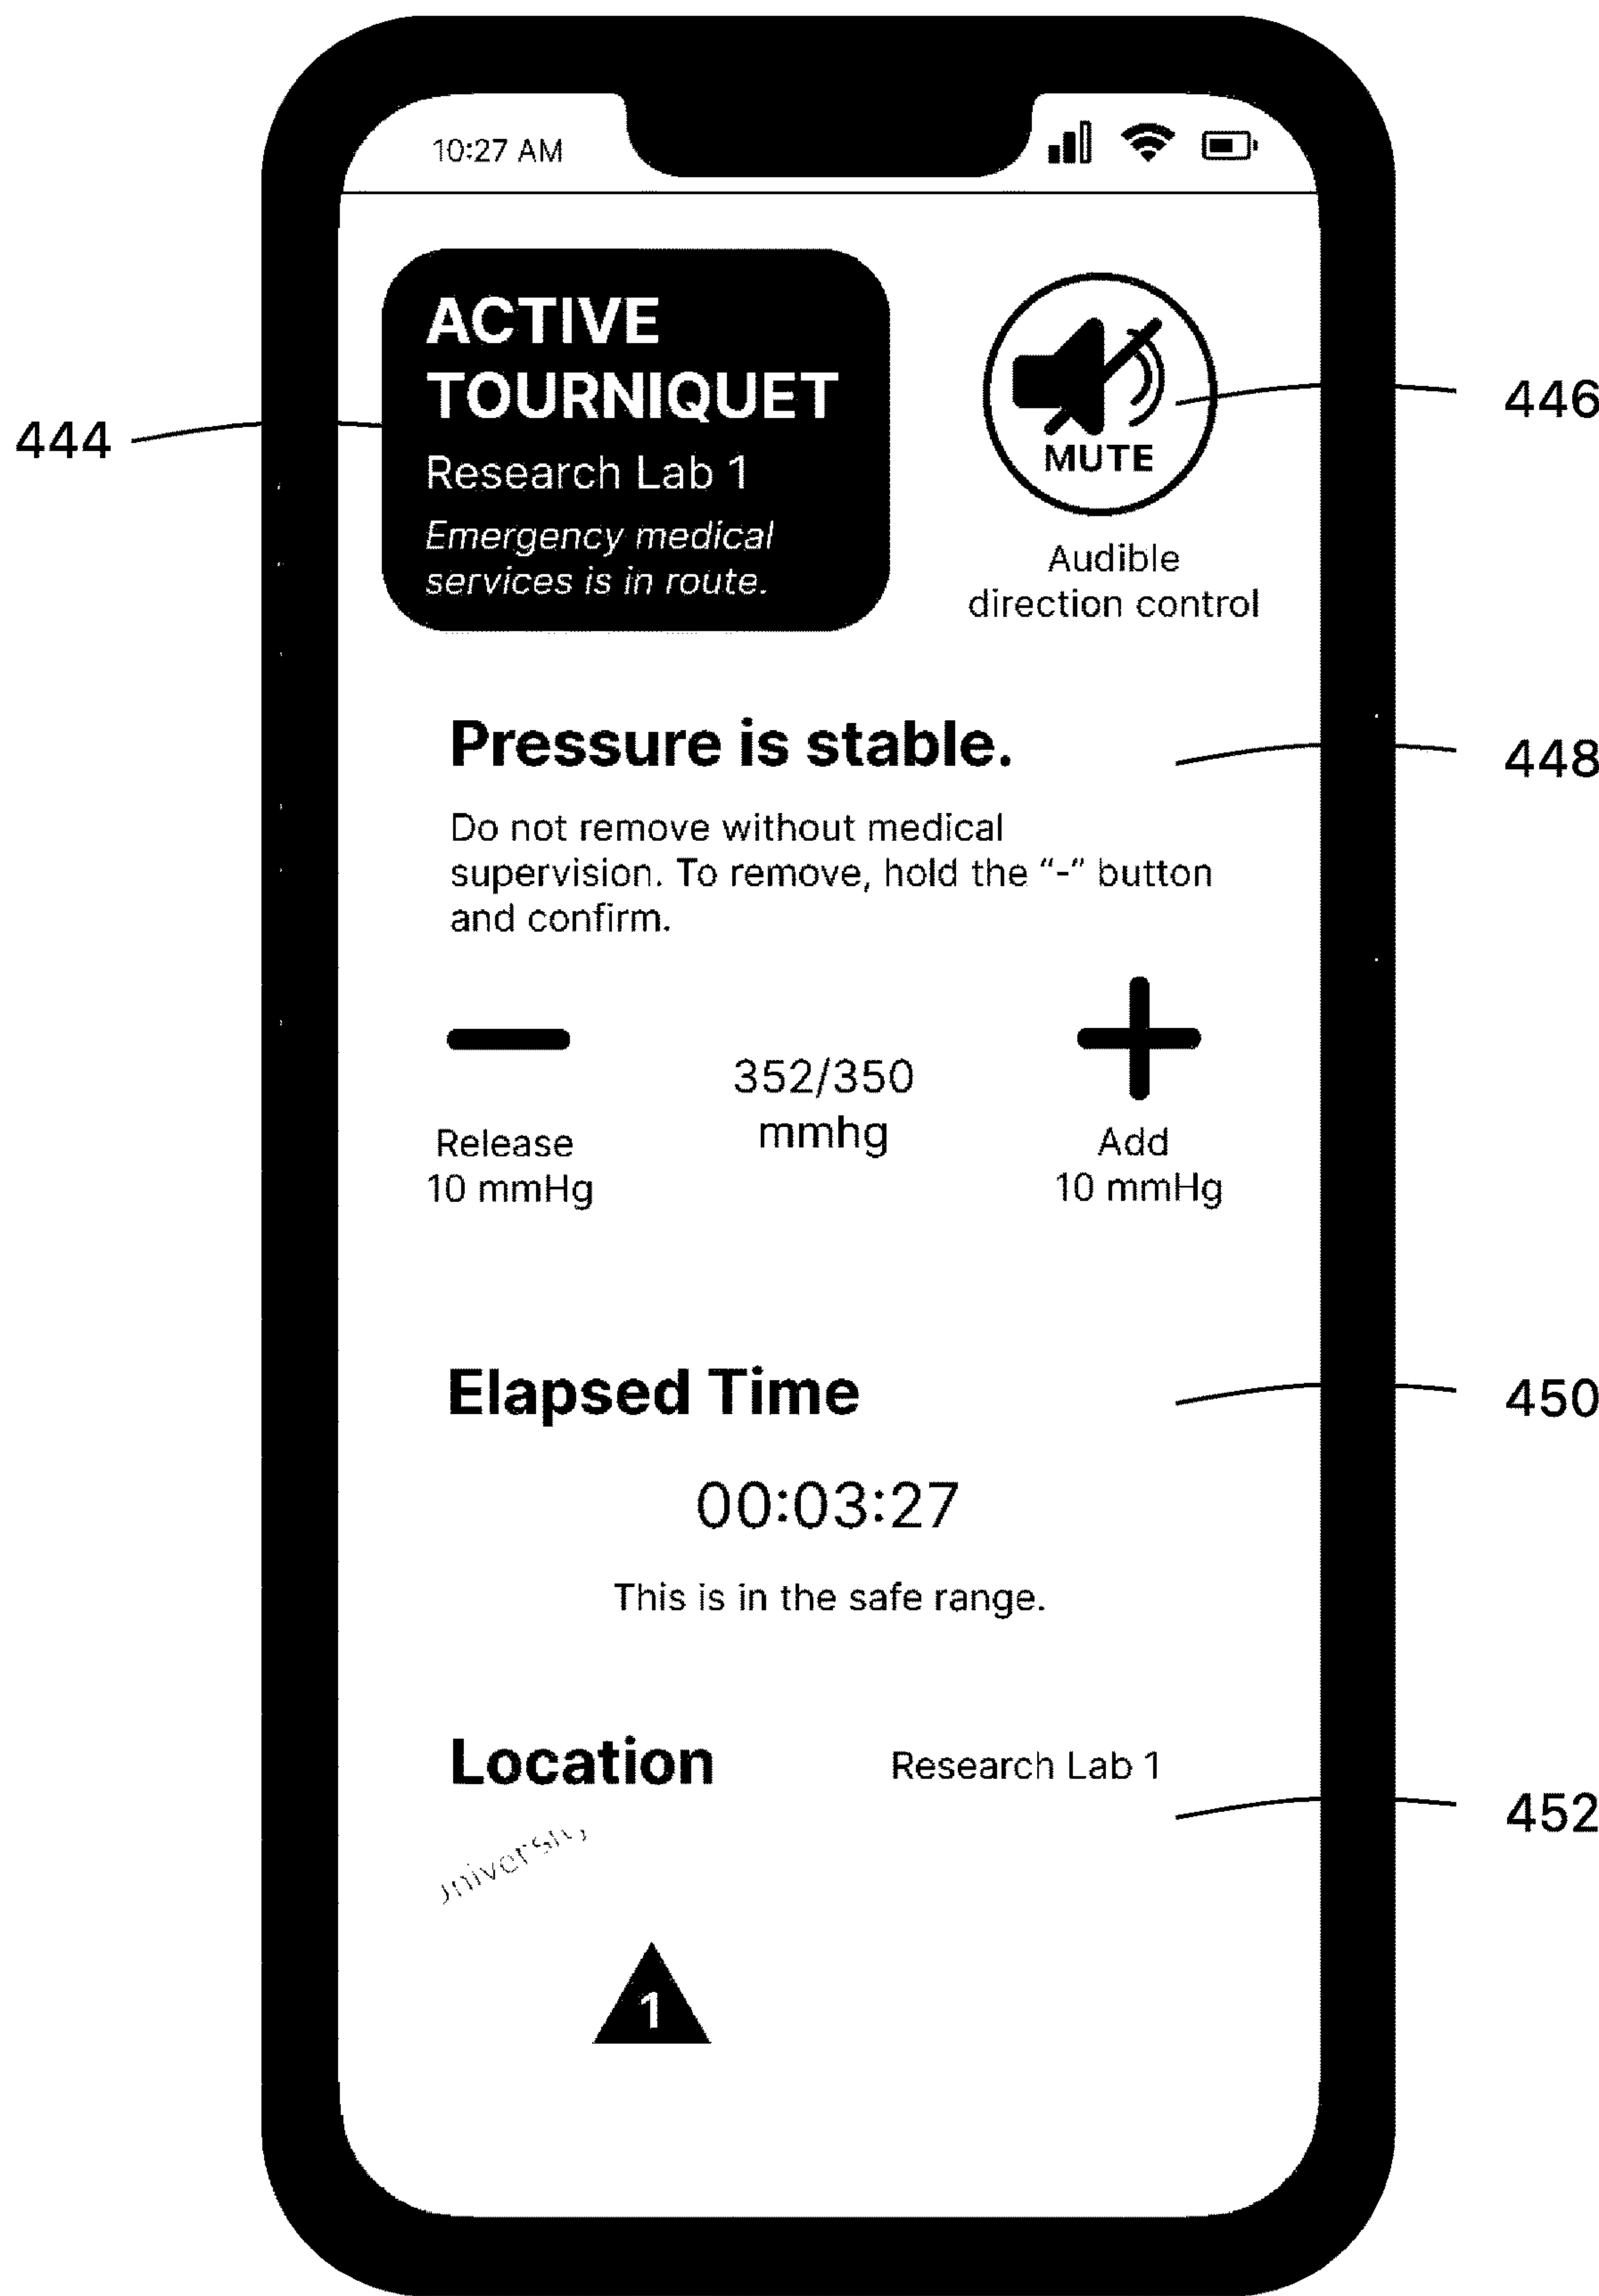 10:27 AM
ACTIVE
TOURNIQUET
Research Lab 1
Emergency medical
services is in route.
MUTE
Audible
direction control
444
446
Pressure is stable.
448
Do not remove without medical
supervision. To remove, hold the “-” button
and confirm.
352/350
mmhg
Release
10 mmHg
Add
10 mmHg
Elapsed Time
450
00:03:27
This is in the safe range.
Location
Research Lab 1
452
1